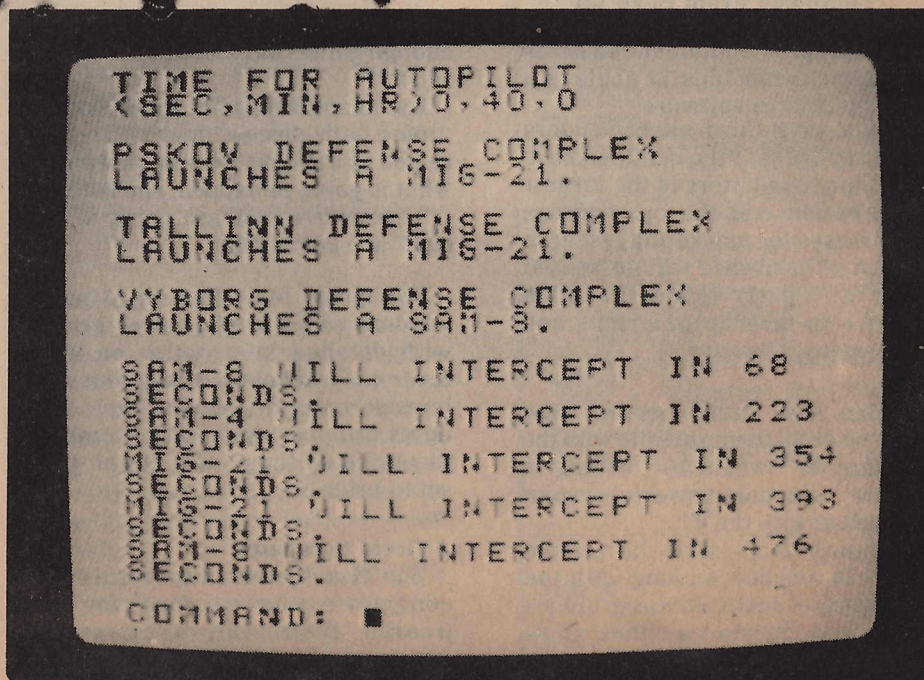 TIME FOR AUTOPILOT
<SEC,MIN,HR>0,40,0
PSKOV DEFENSE COMPLEX
LAUNCHES A MIG-21.
TALLINN DEFENSE COMPLEX
LAUNCHES A MIG-21.
VYBORG DEFENSE COMPLEX
LAUNCHES A SAM-8.
SAM-8 WILL INTERCEPT IN 68
SECONDS.
SAM-4 WILL INTERCEPT IN 223
SECONDS.
MIG-21 WILL INTERCEPT IN 354
SECONDS.
MIG-21 WILL INTERCEPT IN 393
SECONDS.
SAM-8 WILL INTERCEPT IN 476
SECONDS.
COMMAND: